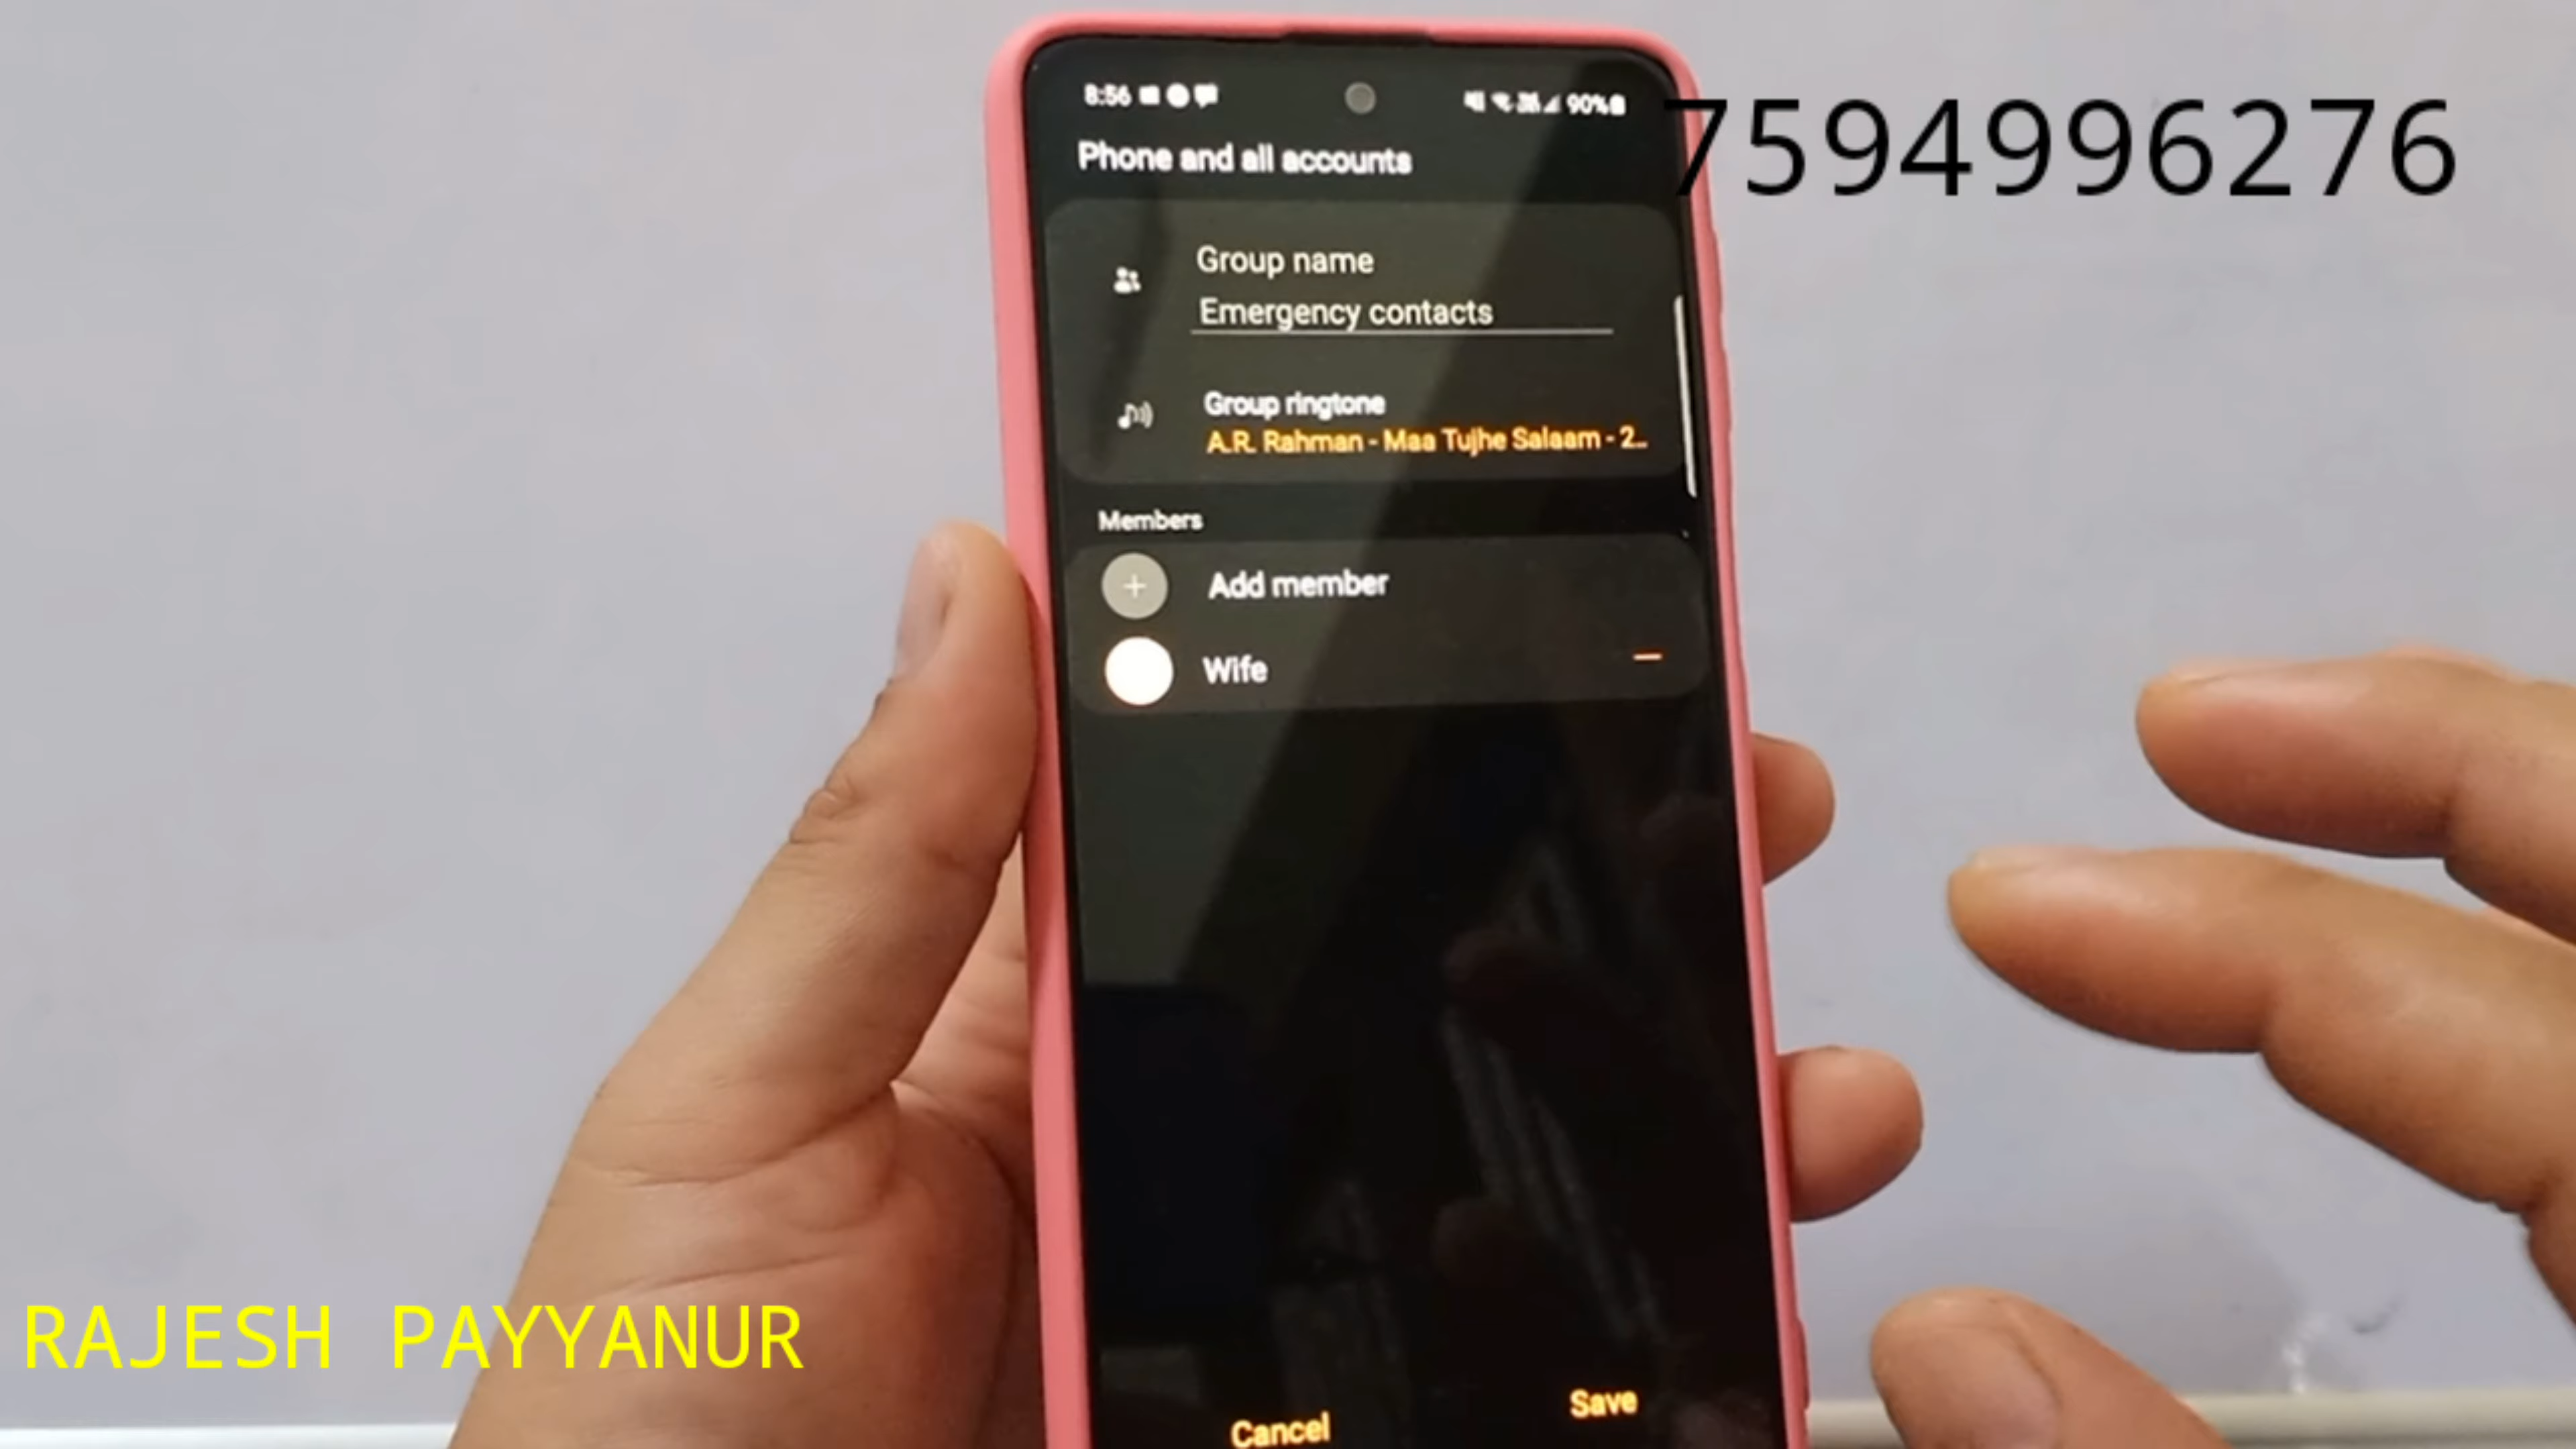 8:56
90%
7594996276
Phone and all accounts
Group name
Emergency contacts
Group ringtone
A.R. Rahman - Maa Tujhe Salaam - 2..
Members
Add member
Wife
RAJESH PAYYANUR
Cancel
Save